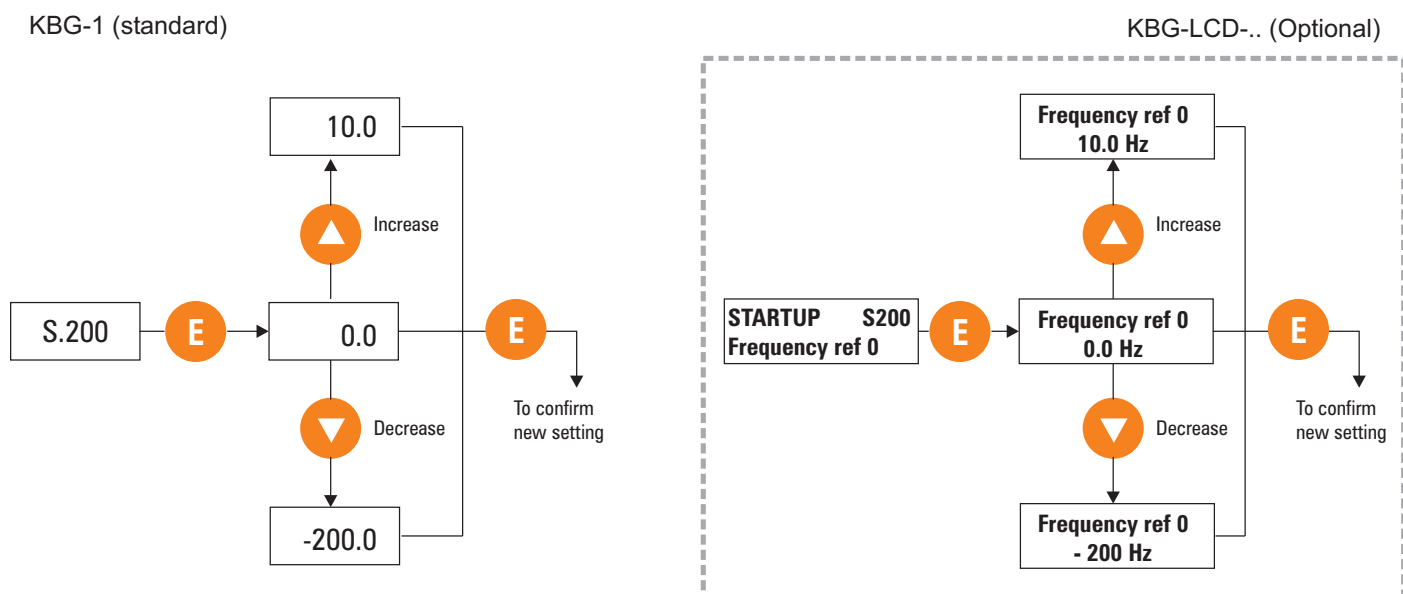 KBG-1 (standard)
10.0
Increase
S.200
E
0.0
E
Decrease
To confirm
new setting
-200.0
KBG-LCD-.. (Optional)
Frequency ref 0
10.0 Hz
Increase
STARTUP S200
Frequency ref 0
E
Frequency ref 0
0.0 Hz
E
Decrease
To confirm
new setting
Frequency ref 0
- 200 Hz